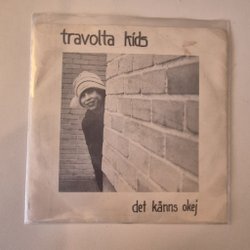 travolta kids
det känns okej